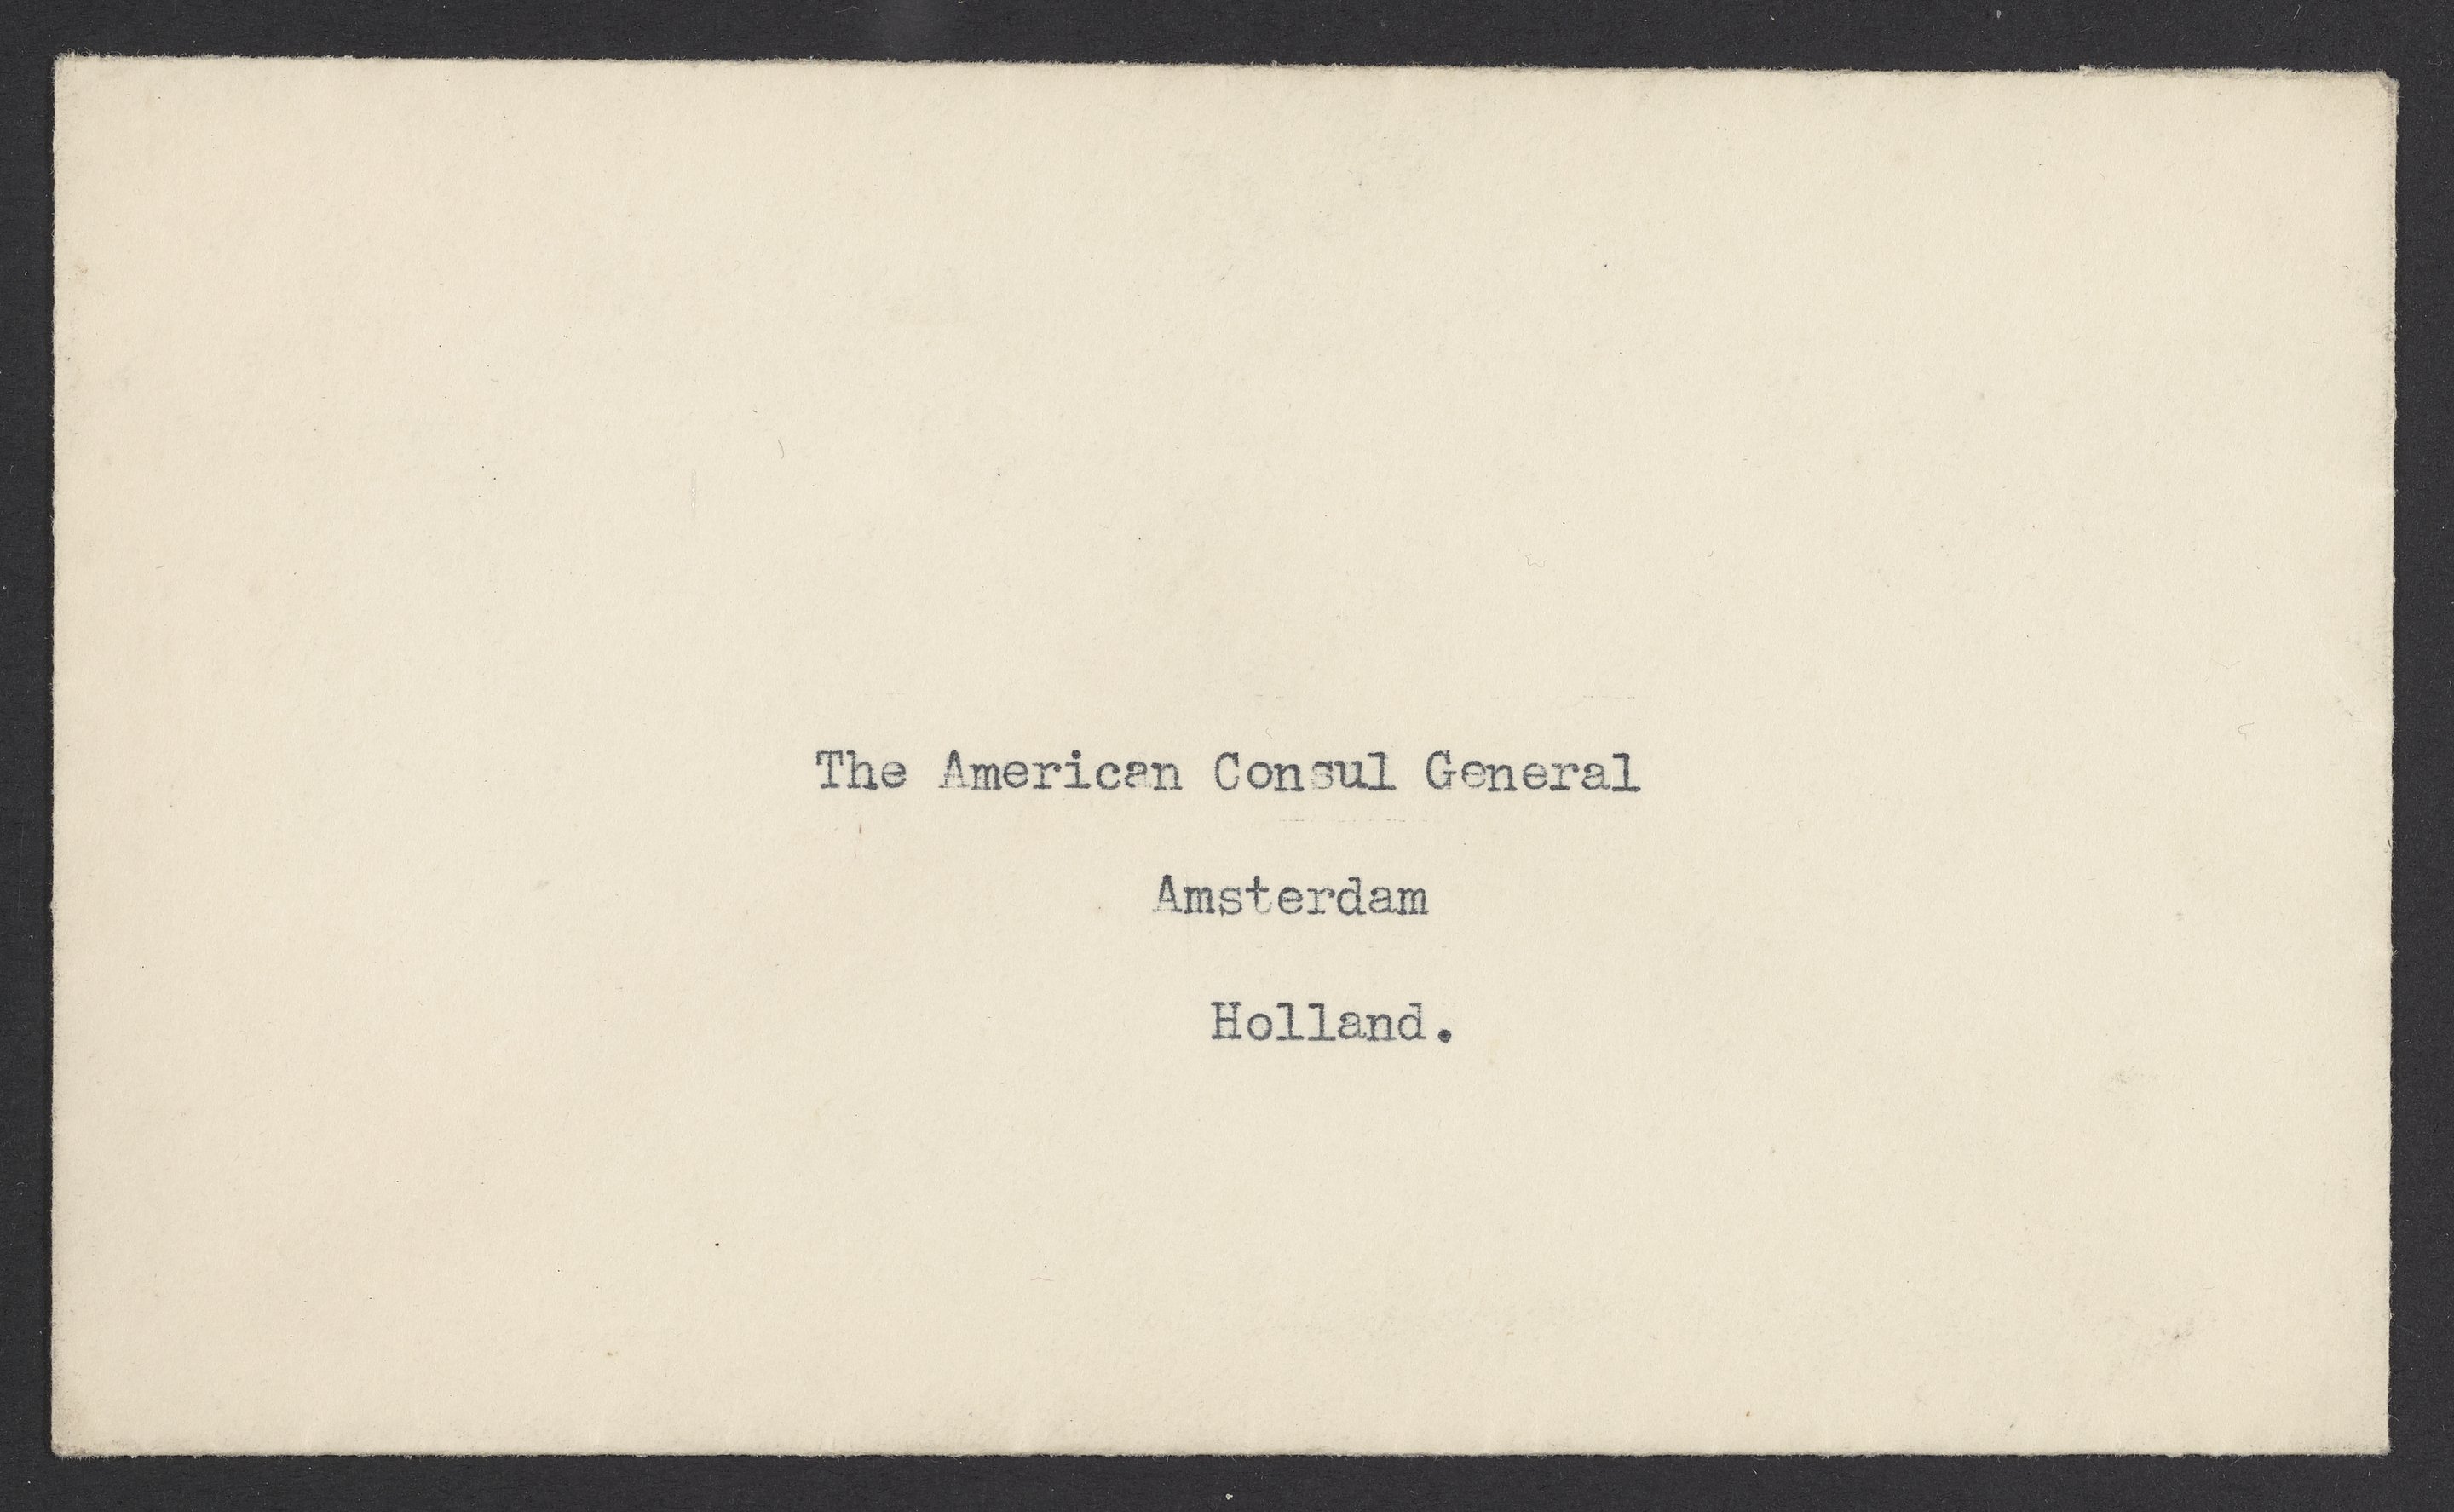 The American Consul General
Amsterdam
Holland.